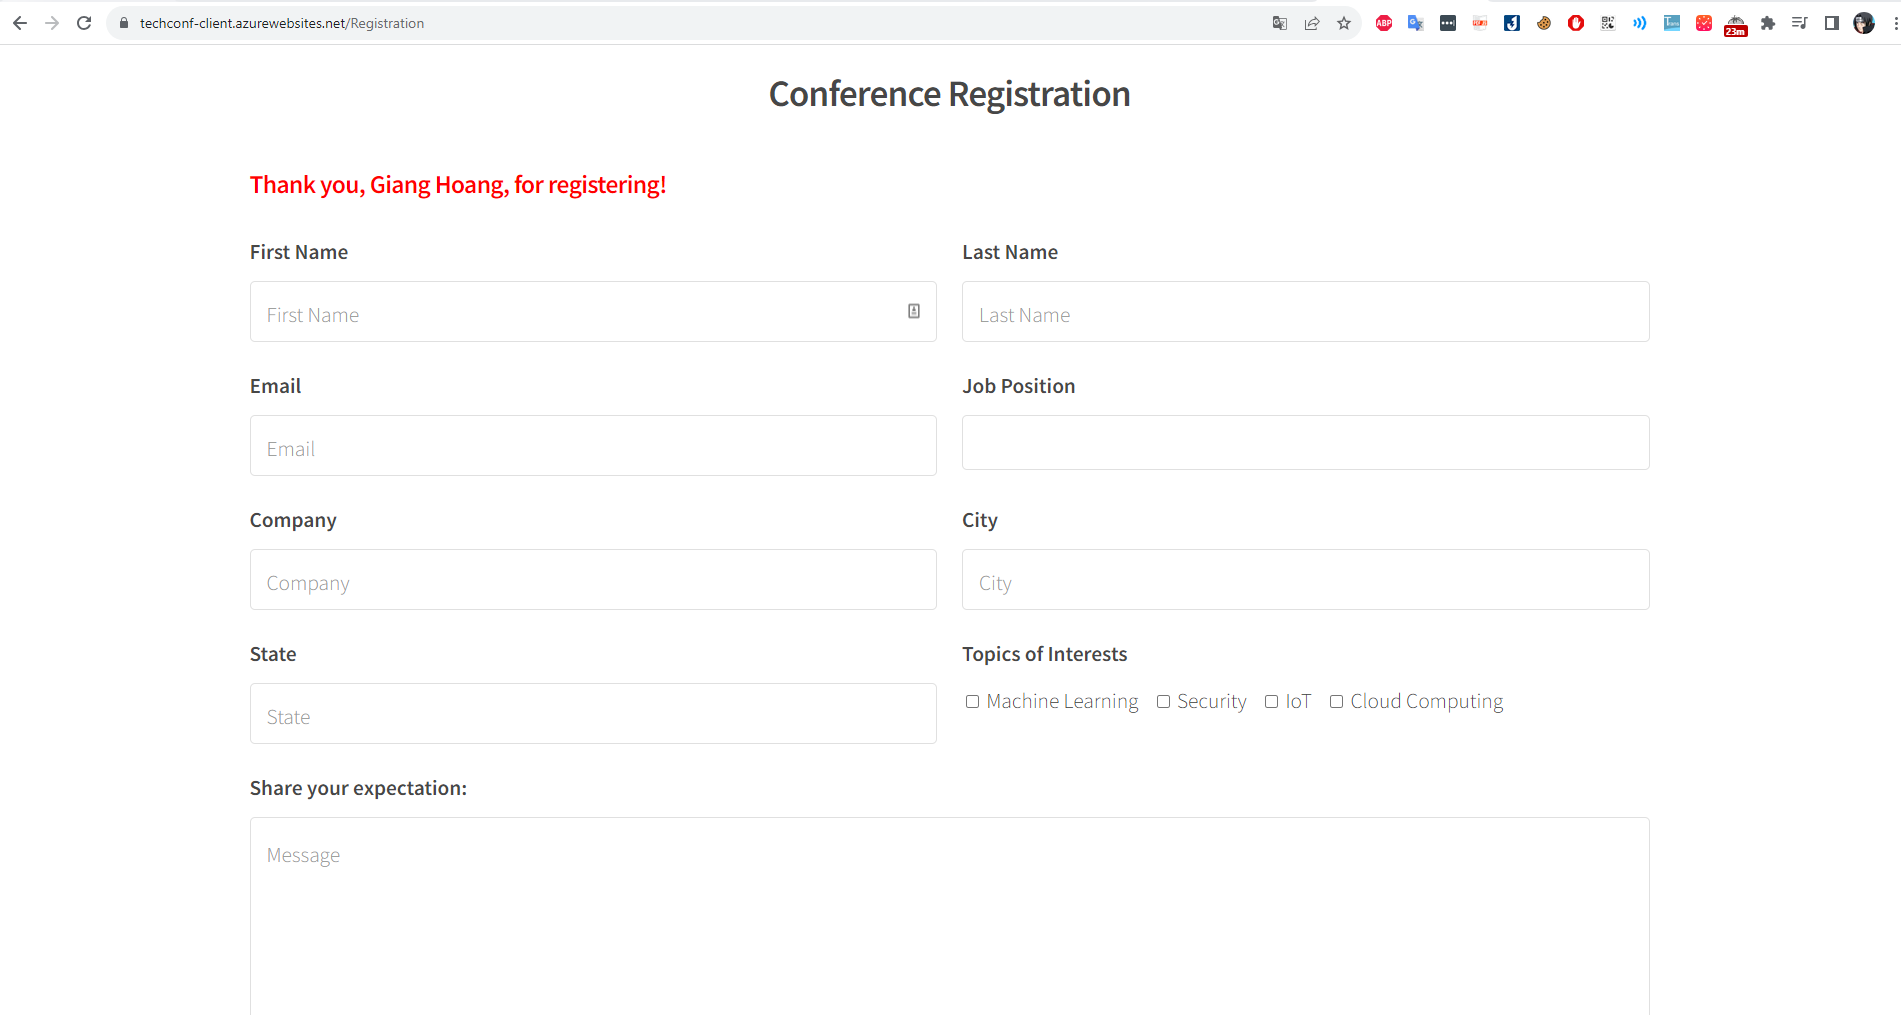 techconf-client.azurewebsites.net/Registration
ABP
23m
Conference Registration
Thank you, Giang Hoang, for registering!
First Name
Last Name
First Name
Last Name
Email
Job Position
Email
Company
City
Company
City
State
Topics of Interests
State
Machine Learning Security IoT Cloud Computing
Share your expectation:
Message